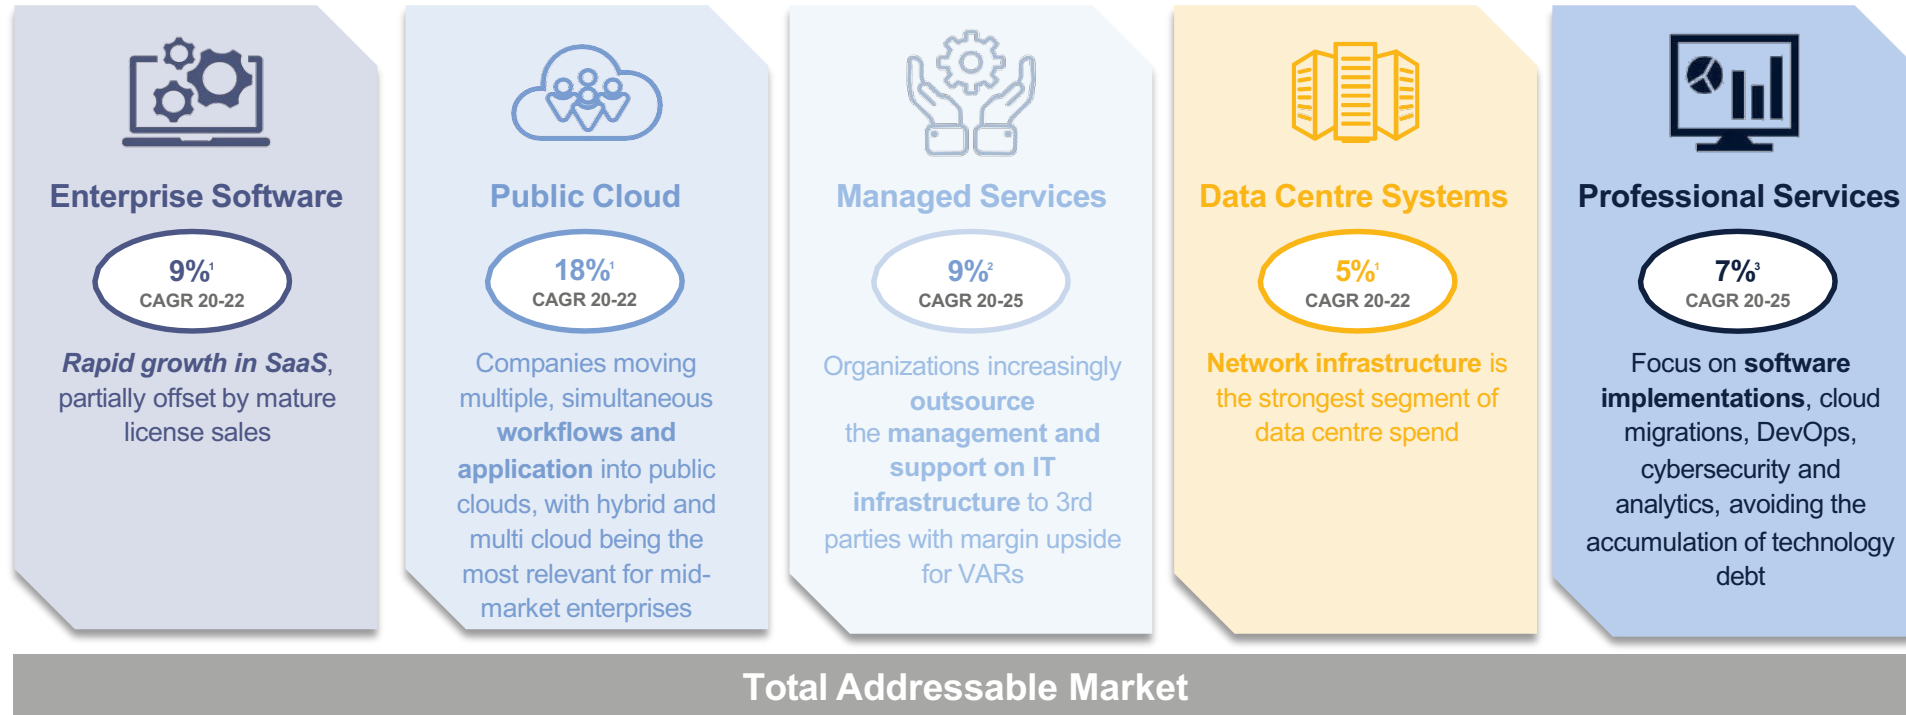 Enterprise Software
9%¹
CAGR 20-22
Rapid growth in SaaS,
partially offset by mature
license sales
Public Cloud
18%¹
CAGR 20-22
Companies moving
multiple, simultaneous
workflows and
application into public
clouds, with hybrid and
multi cloud being the
most relevant for mid-
market enterprises
Managed Services
9%²
CAGR 20-25
Organizations increasingly
outsource
the management and
support on IT
infrastructure to 3rd
parties with margin upside
for VARs
Data Centre Systems
5%¹
CAGR 20-22
Network infrastructure is
the strongest segment of
data centre spend
Professional Services
7%³
CAGR 20-25
Focus on software
implementations, cloud
migrations, DevOps,
cybersecurity and
analytics, avoiding the
accumulation of technology
debt
Total Addressable Market